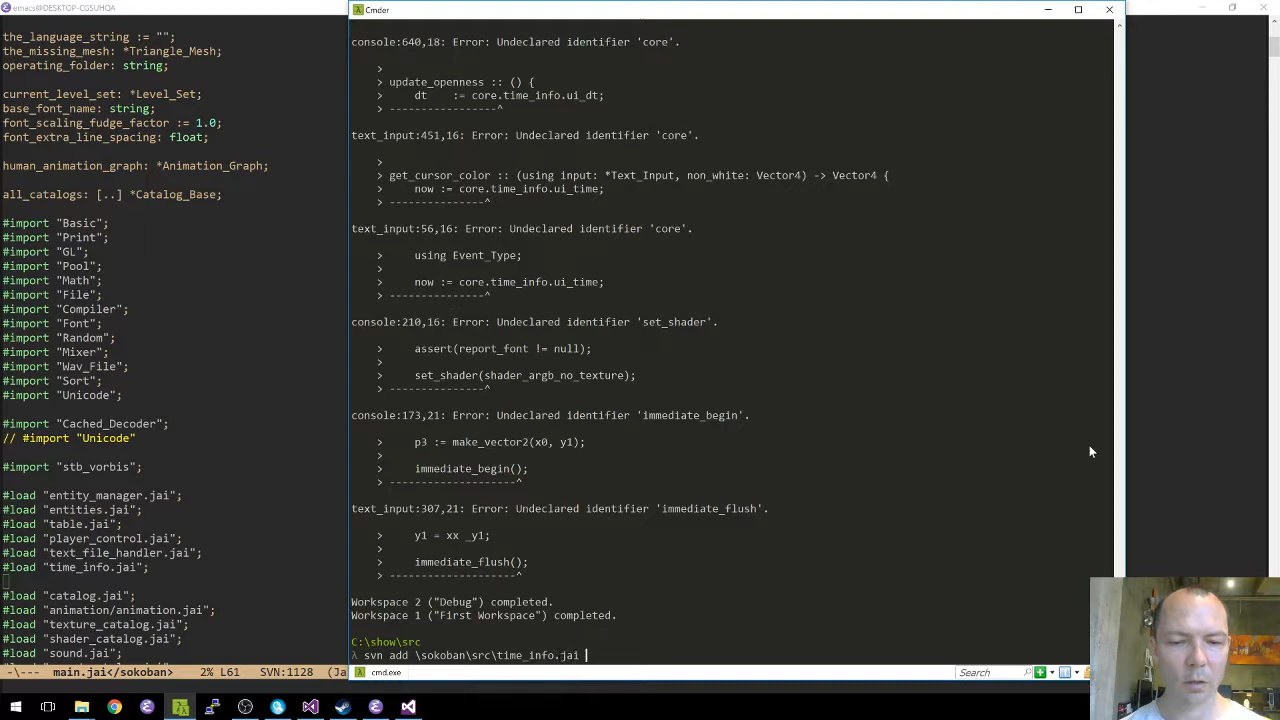 emacs@DESKTOP-CGSUHQA
the_language_string := "";
the_missing_mesh: *Triangle_Mesh;
operating_folder: string;
current_level_set: *Level_Set;
base_font_name: string;
font_scaling_fudge_factor := 1.0;
font_extra_line_spacing: float;
human_animation_graph: *Animation_Graph;
all_catalogs: [..] *Catalog_Base;
#import "Basic";
#import "Print";
#import "GL";
#import "Pool";
#import "Math";
#import "File";
#import "Compiler";
#import "Font";
#import "Random";
#import "Mixer";
#import "Wav_File";
#import "Sort";
#import "Unicode";
#import "Cached_Decoder";
// #import "Unicode"
#import "stb_vorbis";
#load "entity_manager.jai";
#load "entities.jai";
#load "table.jai";
#load "player_control.jai";
#load "text_file_handler.jai";
#load "time_info.jai";
#load "catalog.jai";
#load "animation/animation.jai";
#load "texture_catalog.jai";
#load "shader_catalog.jai";
#load "sound.jai";
-\---  main.jai<sokoban>   2% L61   SVN:1128  (Ja
Cmder
console:640,18: Error: Undeclared identifier 'core'.
>
> update_openness :: () {
>     dt    := core.time_info.ui_dt;
> -----------------^
text_input:451,16: Error: Undeclared identifier 'core'.
>
> get_cursor_color :: (using input: *Text_Input, non_white: Vector4) -> Vector4 {
>     now := core.time_info.ui_time;
> ---------------^
text_input:56,16: Error: Undeclared identifier 'core'.
>     using Event_Type;
>
>     now := core.time_info.ui_time;
> ---------------^
console:210,16: Error: Undeclared identifier 'set_shader'.
>     assert(report_font != null);
>
>     set_shader(shader_argb_no_texture);
> ---------------^
console:173,21: Error: Undeclared identifier 'immediate_begin'.
>     p3 := make_vector2(x0, y1);
>
>     immediate_begin();
> --------------------^
text_input:307,21: Error: Undeclared identifier 'immediate_flush'.
>     y1 = xx _y1;
>
>     immediate_flush();
> --------------------^
Workspace 2 ("Debug") completed.
Workspace 1 ("First Workspace") completed.
C:\show\src
λ svn add \sokoban\src\time_info.jai
cmd.exe
Search